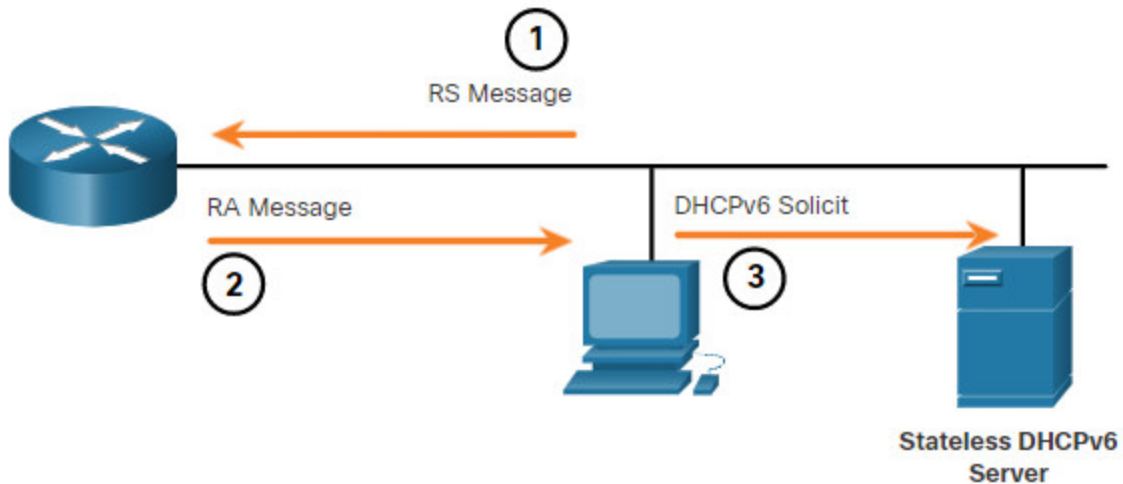 1
RS Message
RA Message
2
DHCPv6 Solicit
3
Stateless DHCPv6
Server